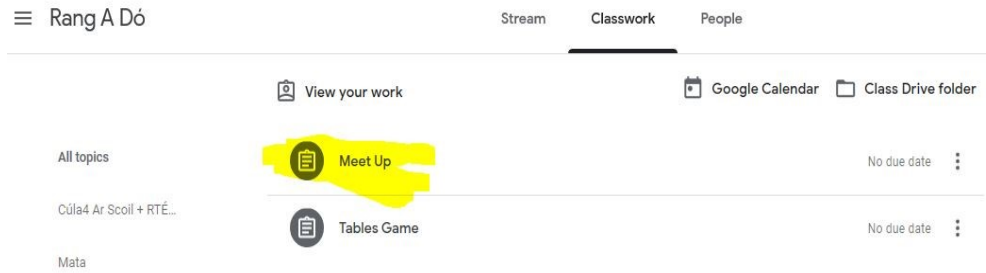 Rang A Dó
Stream Classwork People
View your work
Google Calendar Class Drive folder
All topics
Meet Up No due date
Cúla4 Ar Scoil + RTÉ...
Tables Game No due date
Mata